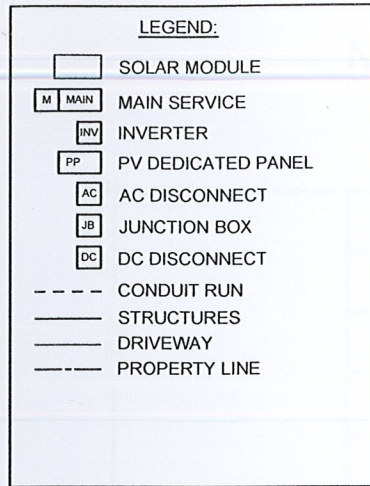 LEGEND:
SOLAR MODULE
M MAIN MAIN SERVICE
INV INVERTER
PP PV DEDICATED PANEL
AC AC DISCONNECT
JB JUNCTION BOX
DC DC DISCONNECT
CONDUIT RUN
STRUCTURES
DRIVEWAY
PROPERTY LINE